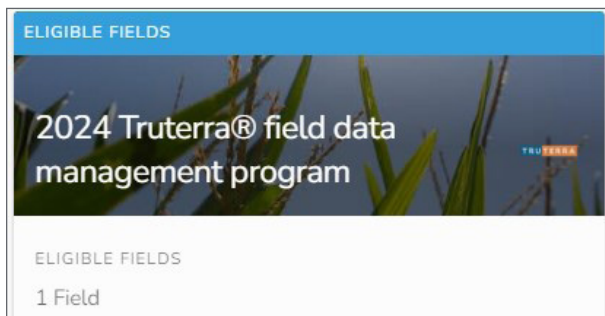 ELIGIBLE FIELDS
2024 Truterra® field data
management program
TRUTERRA
ELIGIBLE FIELDS
1 Field